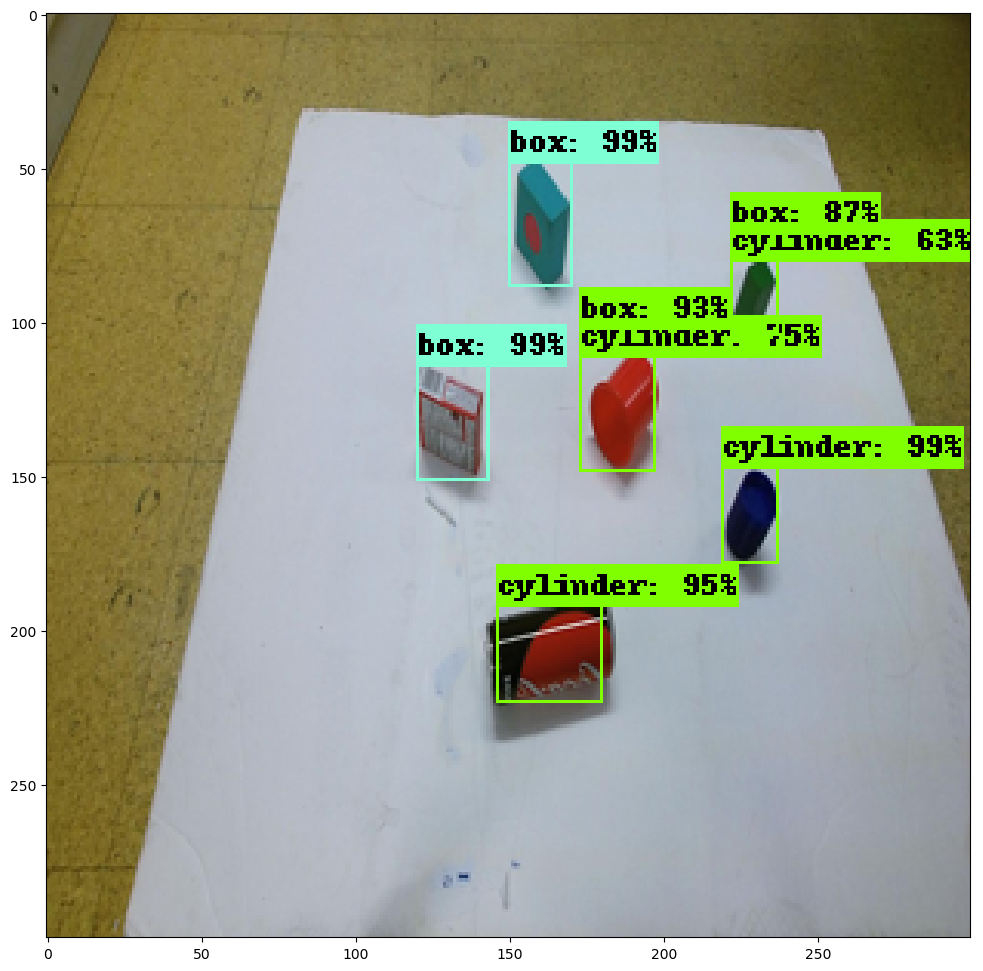 0
box: 99%
50
box: 87%
cylinder: 63%
box: 93%
100
cylinder: 75%
box: 99%
cylinder: 99%
150
cylinder: 95%
200
250
0 50 100 150 200 250